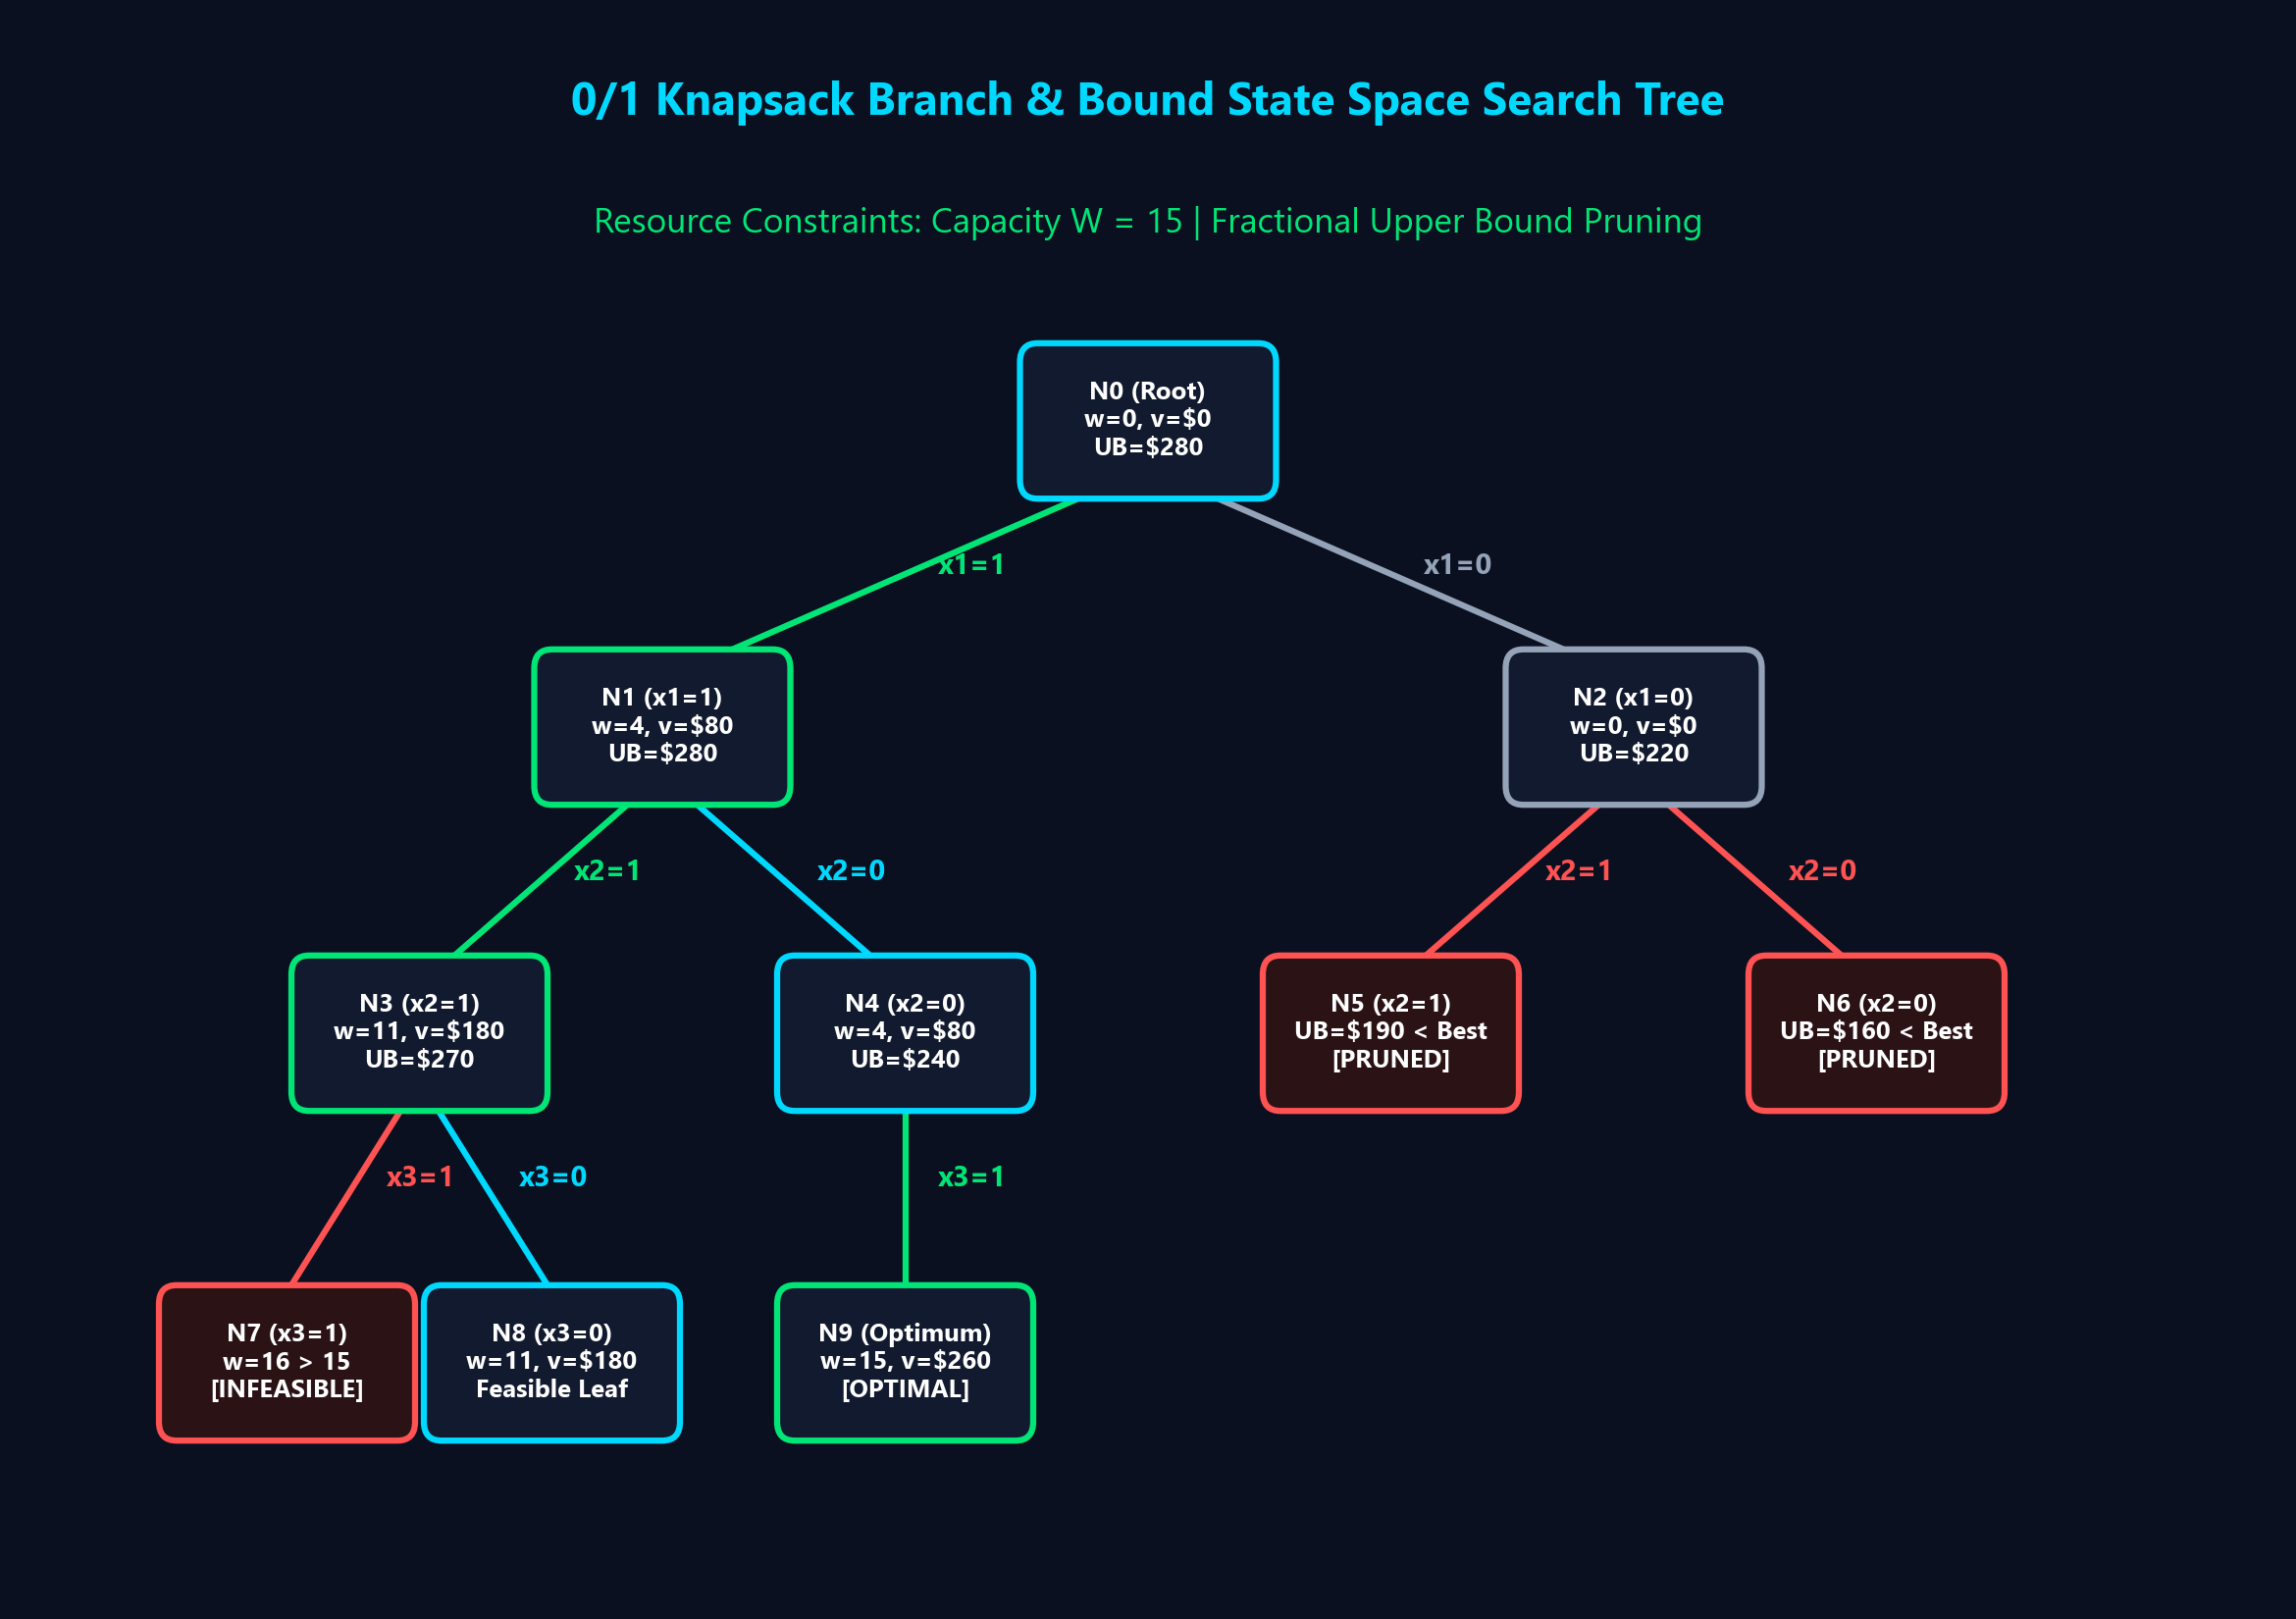 0/1 Knapsack Branch & Bound State Space Search Tree
Resource Constraints: Capacity W = 15 | Fractional Upper Bound Pruning
N0 (Root)
w=0, v=$0
UB=$280
x1=1
x1=0
N1 (x1=1)
w=4, v=$80
UB=$280
N2 (x1=0)
w=0, v=$0
UB=$220
x2=1
x2=0
x2=1
x2=0
N3 (x2=1)
w=11, v=$180
UB=$270
N4 (x2=0)
w=4, v=$80
UB=$240
N5 (x2=1)
UB=$190 < Best
[PRUNED]
N6 (x2=0)
UB=$160 < Best
[PRUNED]
x3=1
x3=0
x3=1
N7 (x3=1)
w=16 > 15
[INFEASIBLE]
N8 (x3=0)
w=11, v=$180
Feasible Leaf
N9 (Optimum)
w=15, v=$260
[OPTIMAL]